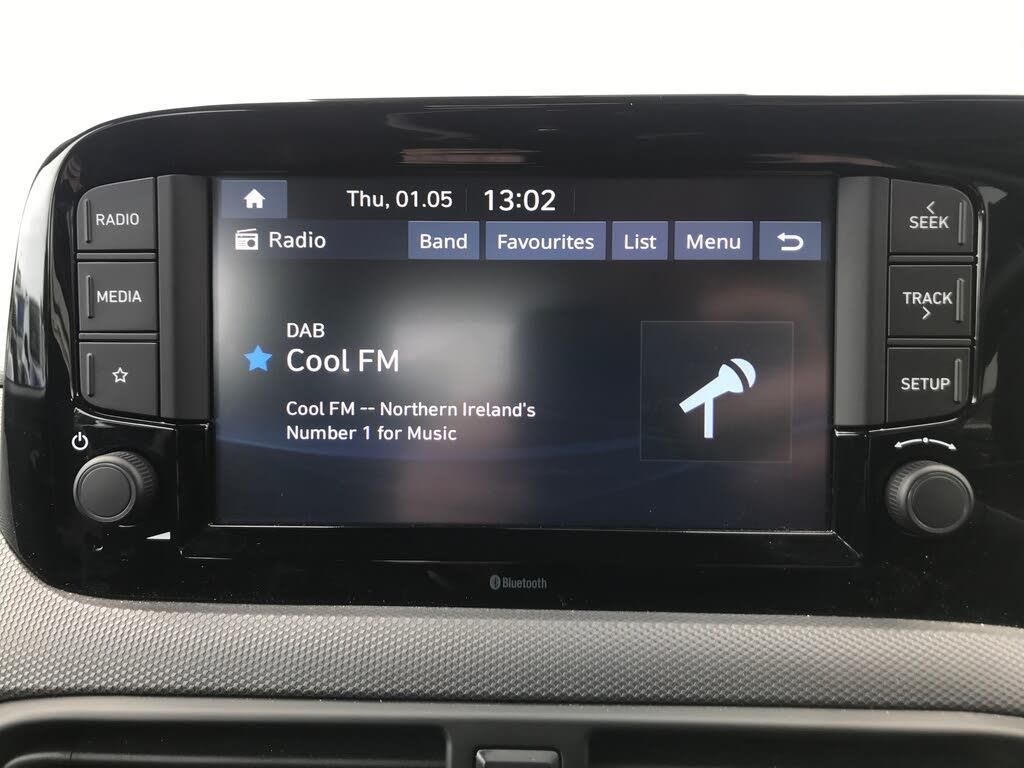 Thu, 01.05 13:02
Radio Band Favourites List Menu
DAB
Cool FM
Cool FM -- Northern Ireland's
Number 1 for Music
RADIO
MEDIA
SEEK
TRACK
SETUP
Bluetooth